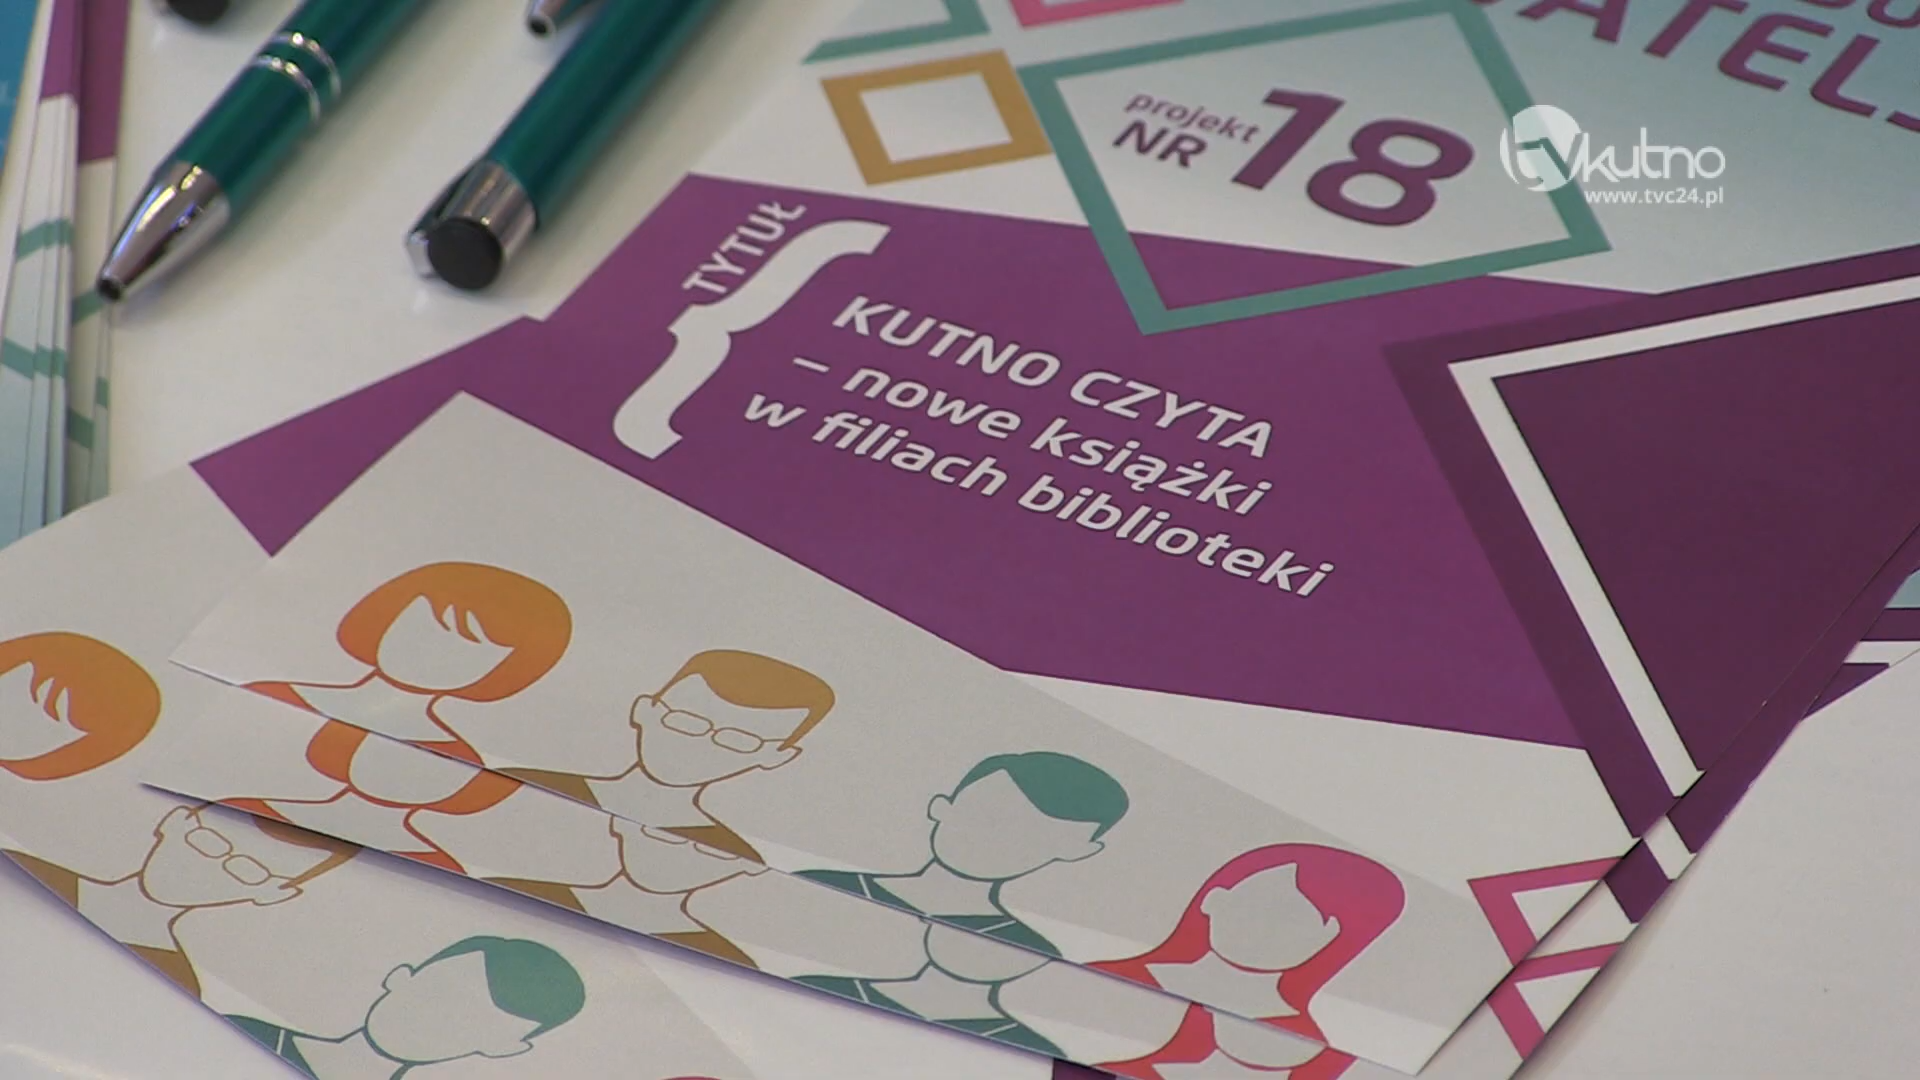 projekt
NR 18
TYTUŁ
KUTNO CZYTA
– nowe książki
w filiach biblioteki
tvkutno
www.tvc24.pl